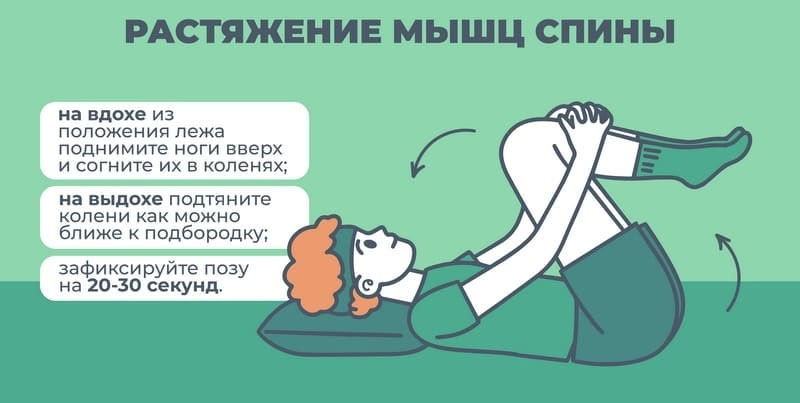 РАСТЯЖЕНИЕ МЫШЦ СПИНЫ
на вдохе из
положения лежа
поднимите ноги вверх
и согните их в коленях;
на выдохе подтяните
колени как можно
ближе к подбородку;
зафиксируйте позу
на 20-30 секунд.